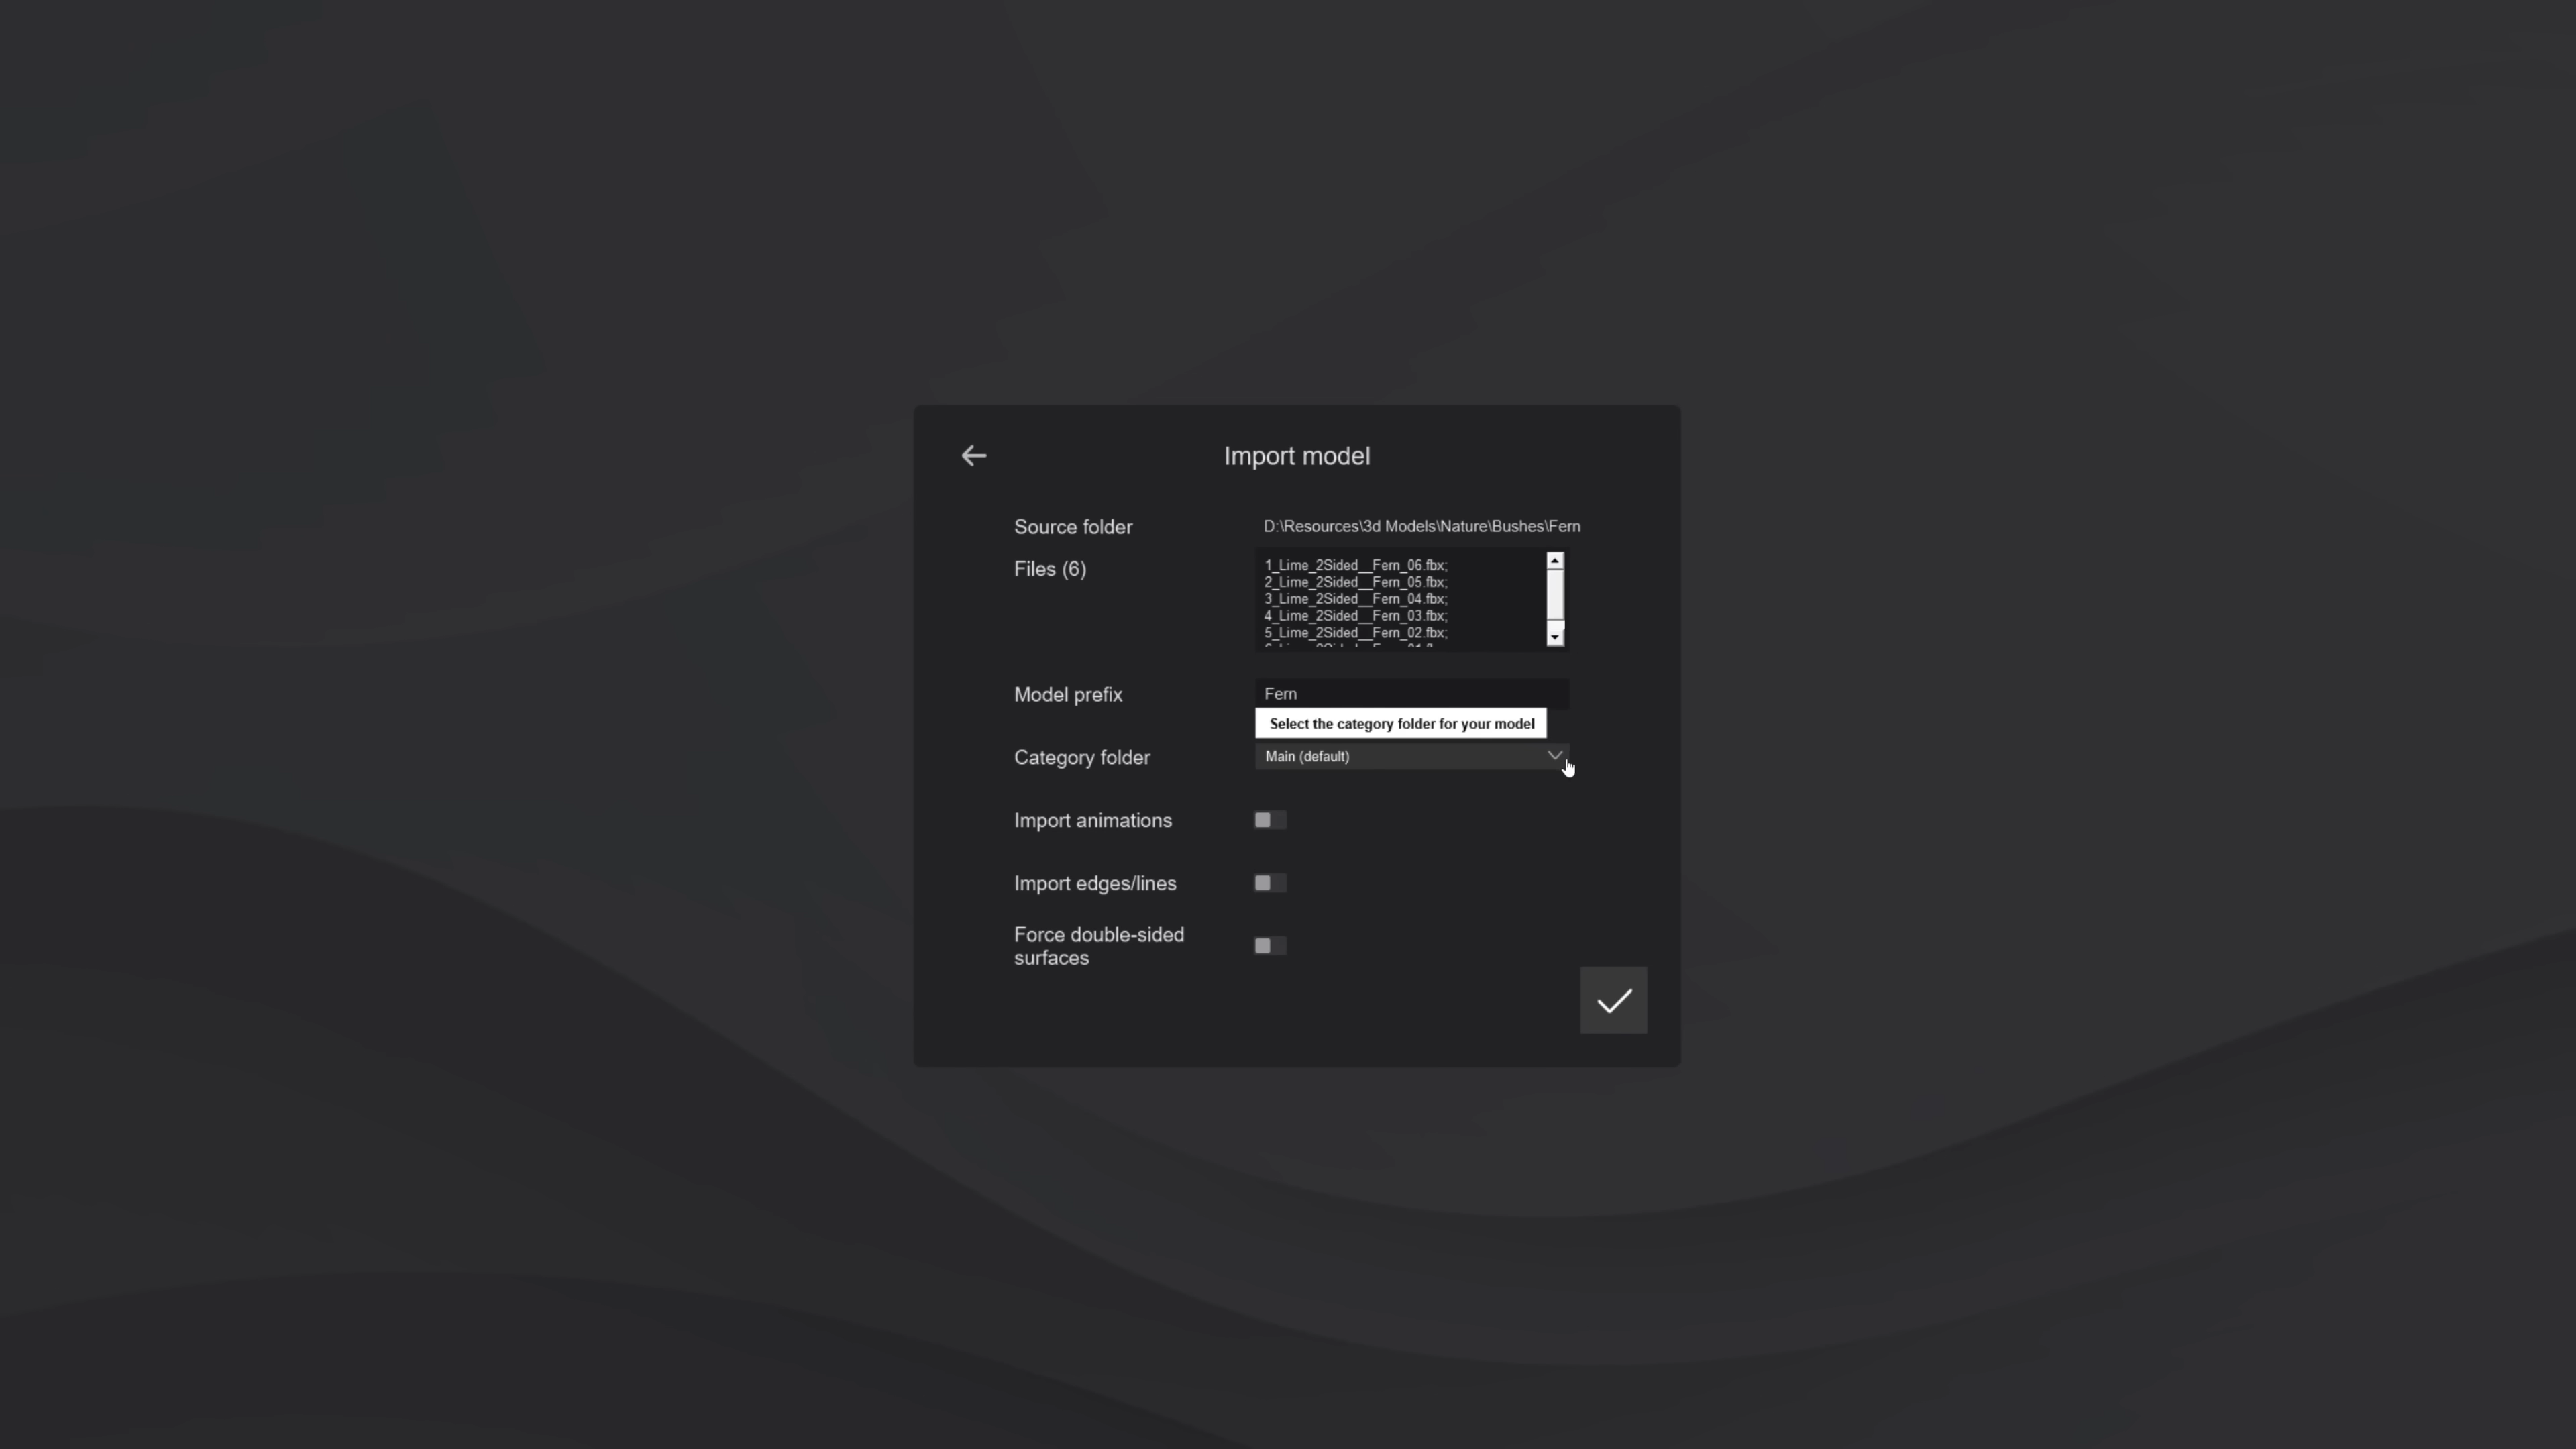 Import model
Source folder
D:\Resources\3d Models\Nature\Bushes\Fern
Files (6)
1_Lime_2Sided__Fern_06.fbx;
2_Lime_2Sided__Fern_05.fbx;
3_Lime_2Sided__Fern_04.fbx;
4_Lime_2Sided__Fern_03.fbx;
5_Lime_2Sided__Fern_02.fbx;
Model prefix
Fern
Select the category folder for your model
Category folder
Main (default)
Import animations
Import edges/lines
Force double-sided
surfaces